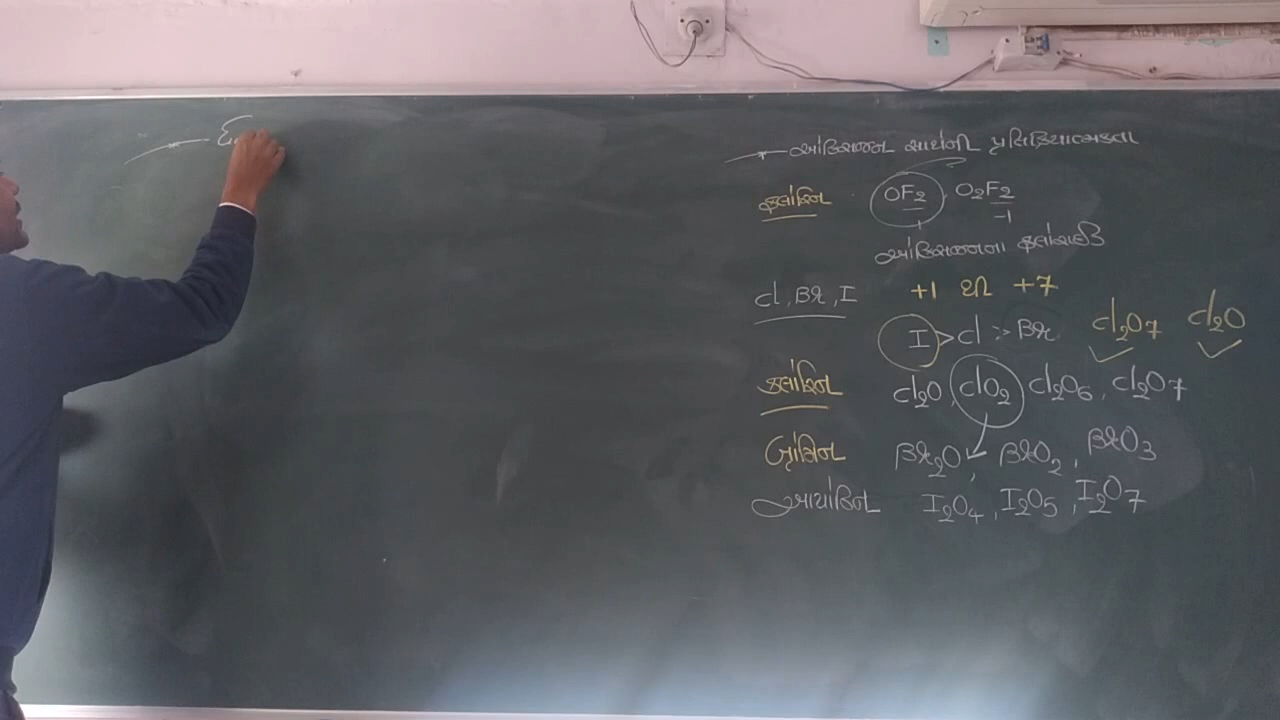 ઓક્સિજન સાથેની પ્રતિક્રિયાત્મકતા
ફ્લોરિન OF₂, O₂F₂
-1
ઓક્સિજનના ફ્લોરાઈડ
Cl, Br, I +1 થી +7
I > Cl > Br Cl₂O₇ Cl₂O
ક્લોરિન Cl₂O, ClO₂, Cl₂O₆, Cl₂O₇
બ્રોમિન Br₂O, BrO₂, BrO₃
આયોડિન I₂O₄, I₂O₅, I₂O₇